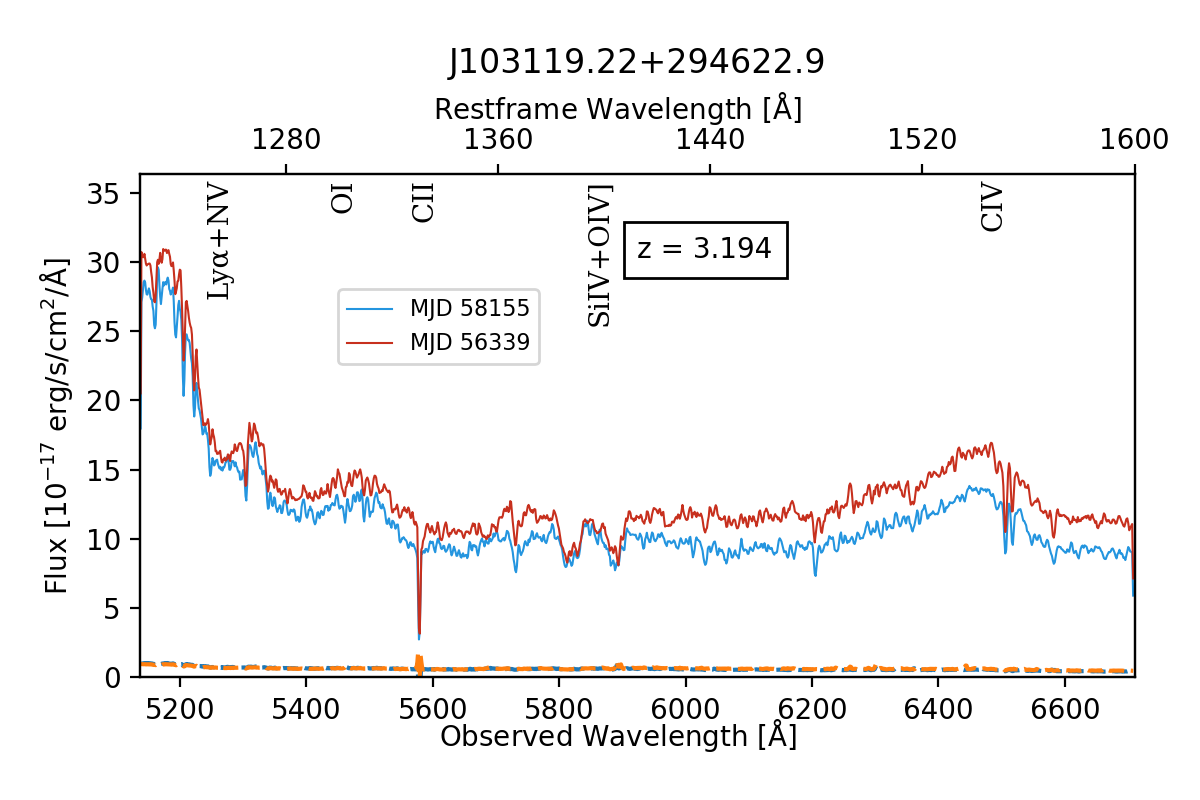 J103119.22+294622.9
Restframe Wavelength [Å]
1280 1360 1440 1520 1600
35
30
25
20
15
10
5
0
Flux [10⁻¹⁷ erg/s/cm²/Å]
Lyα+NV
OI
CII
SiIV+OIV]
CIV
z = 3.194
MJD 58155
MJD 56339
5200 5400 5600 5800 6000 6200 6400 6600
Observed Wavelength [Å]